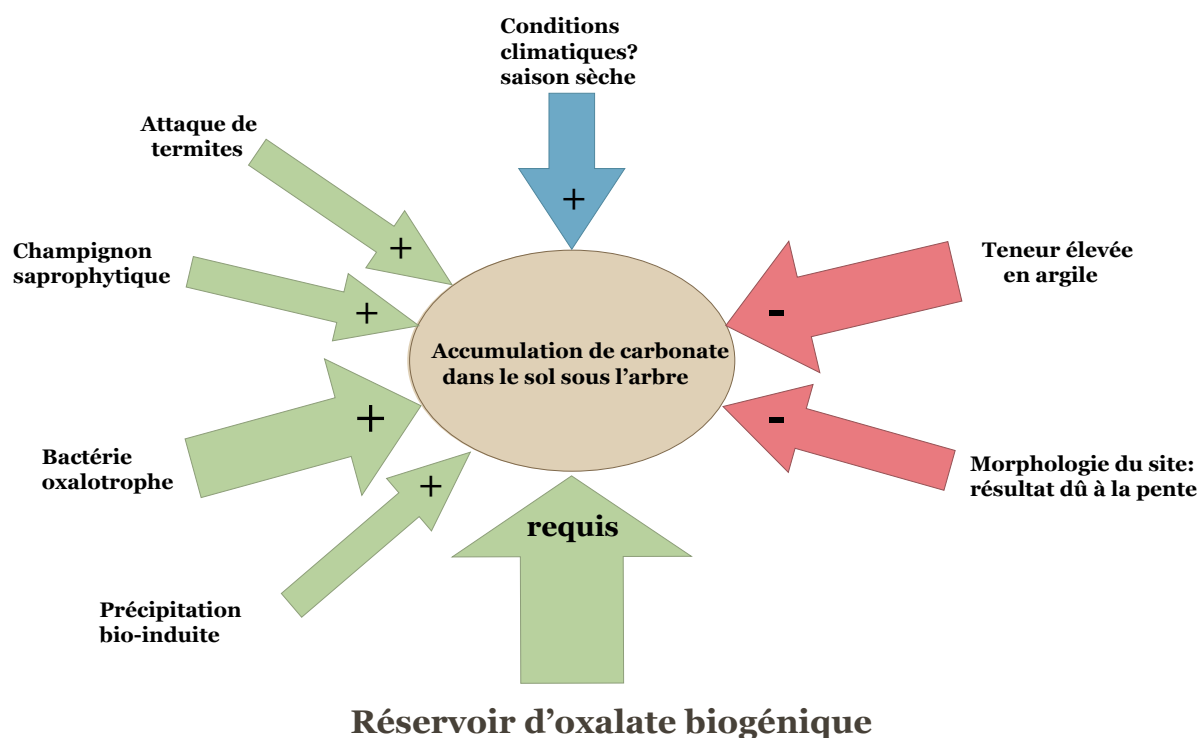 Conditions
climatiques?
saison sèche
+
Attaque de
termites
+
Champignon
saprophytique
+
Teneur élevée
en argile
-
Accumulation de carbonate
dans le sol sous l’arbre
Bactérie
oxalotrophe
+
-
Morphologie du site:
résultat dû à la pente
Précipitation
bio-induite
+
requis
Réservoir d’oxalate biogénique